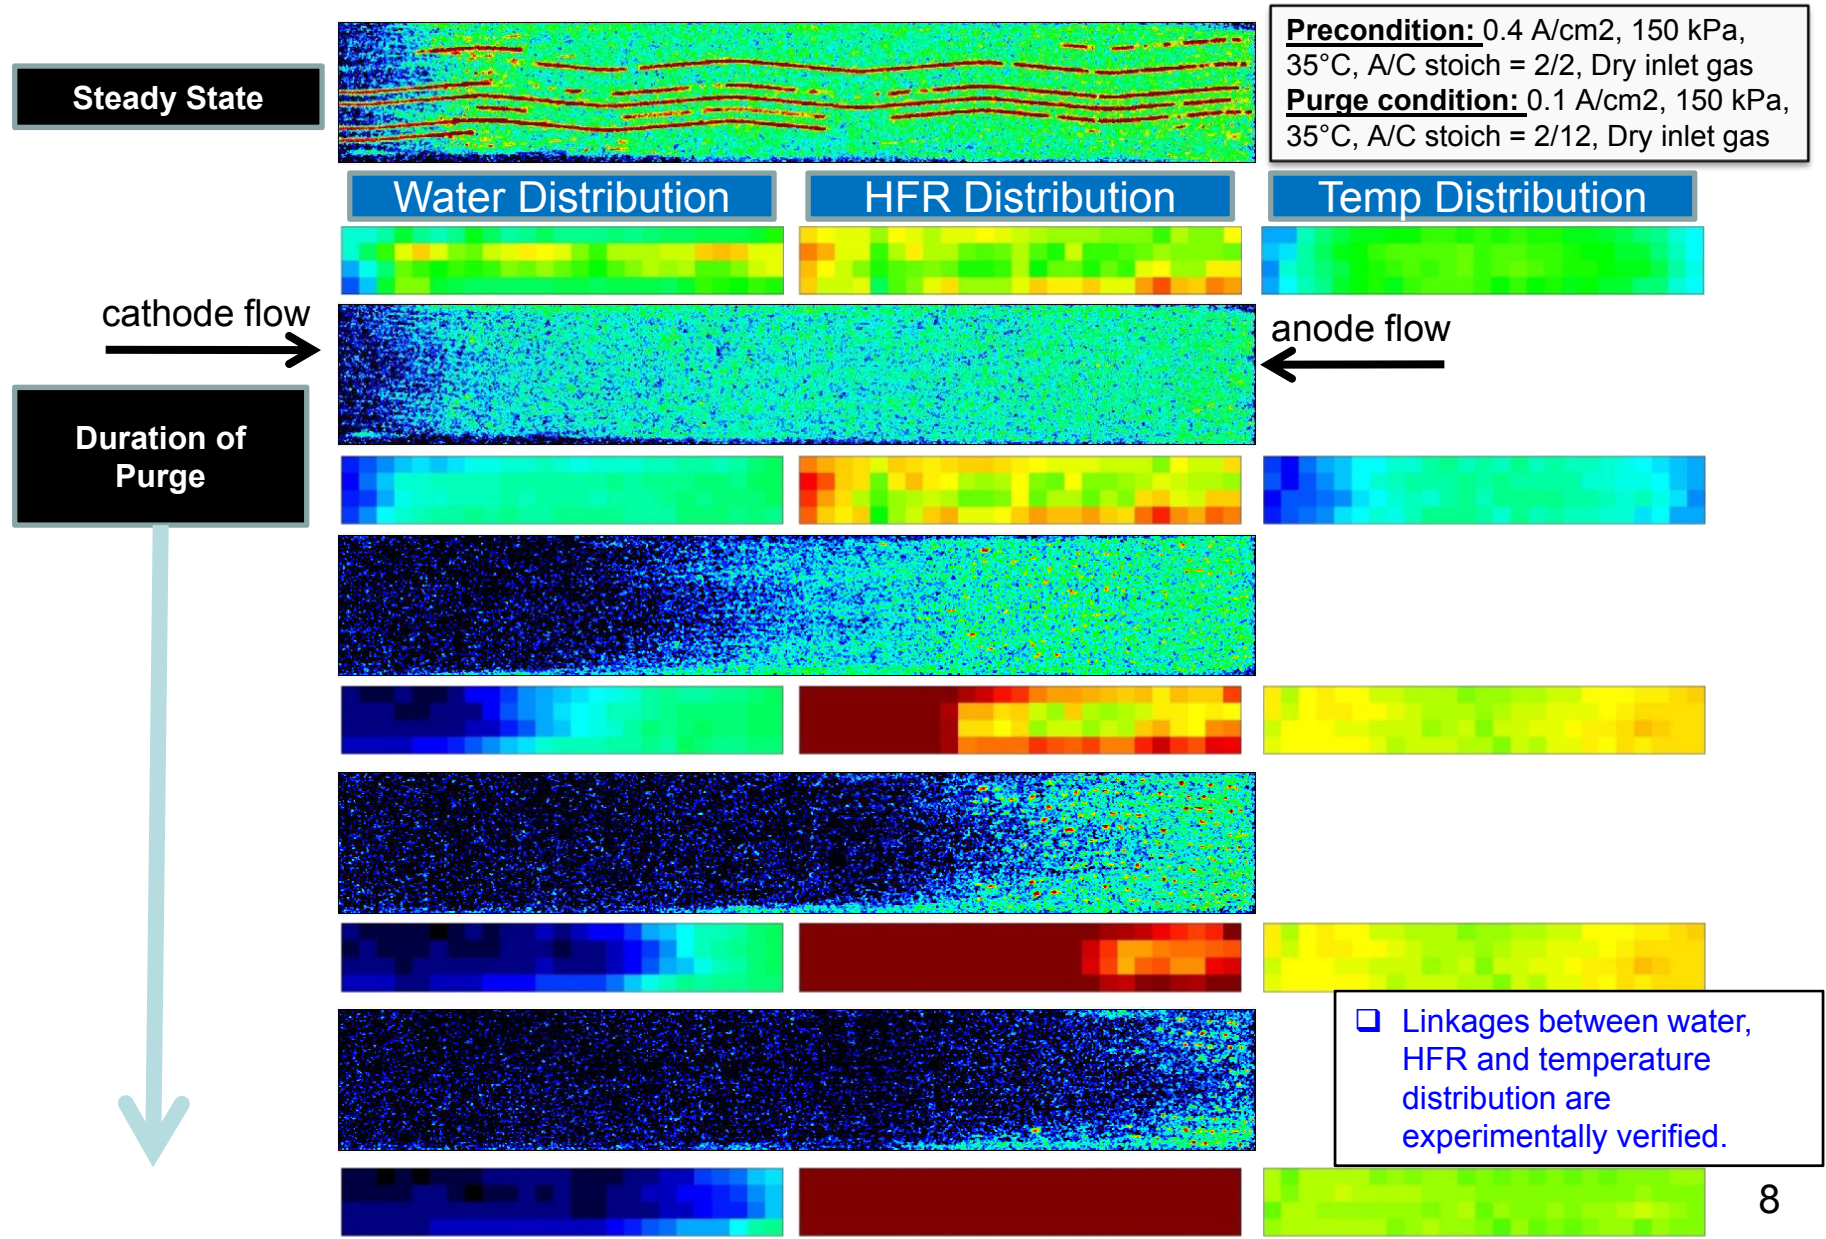 Steady State
Precondition: 0.4 A/cm2, 150 kPa,
35°C, A/C stoich = 2/2, Dry inlet gas
Purge condition: 0.1 A/cm2, 150 kPa,
35°C, A/C stoich = 2/12, Dry inlet gas
Water Distribution
HFR Distribution
Temp Distribution
cathode flow
anode flow
Duration of
Purge
❑ Linkages between water,
HFR and temperature
distribution are
experimentally verified.
8